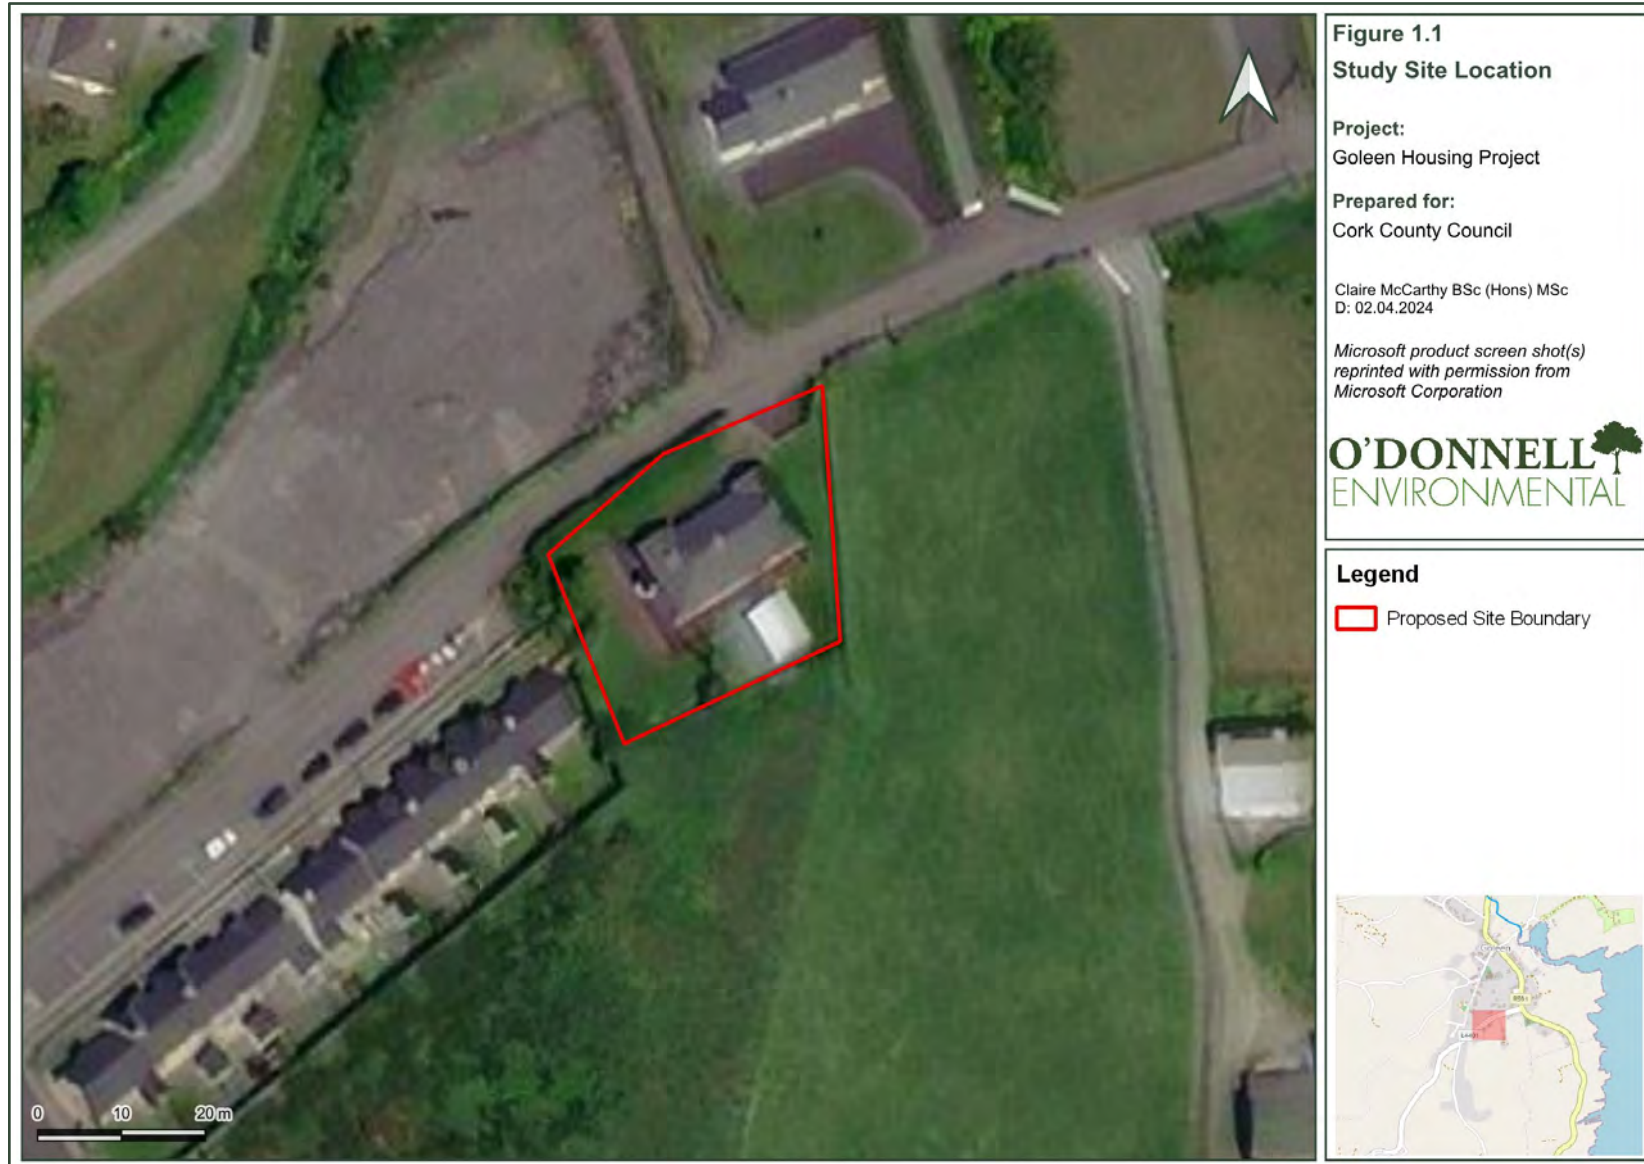 Figure 1.1
Study Site Location
Project:
Goleen Housing Project
Prepared for:
Cork County Council
Claire McCarthy BSc (Hons) MSc
D: 02.04.2024
Microsoft product screen shot(s)
reprinted with permission from
Microsoft Corporation
O'DONNELL
ENVIRONMENTAL
Legend
Proposed Site Boundary
Goleen
0 10 20 m